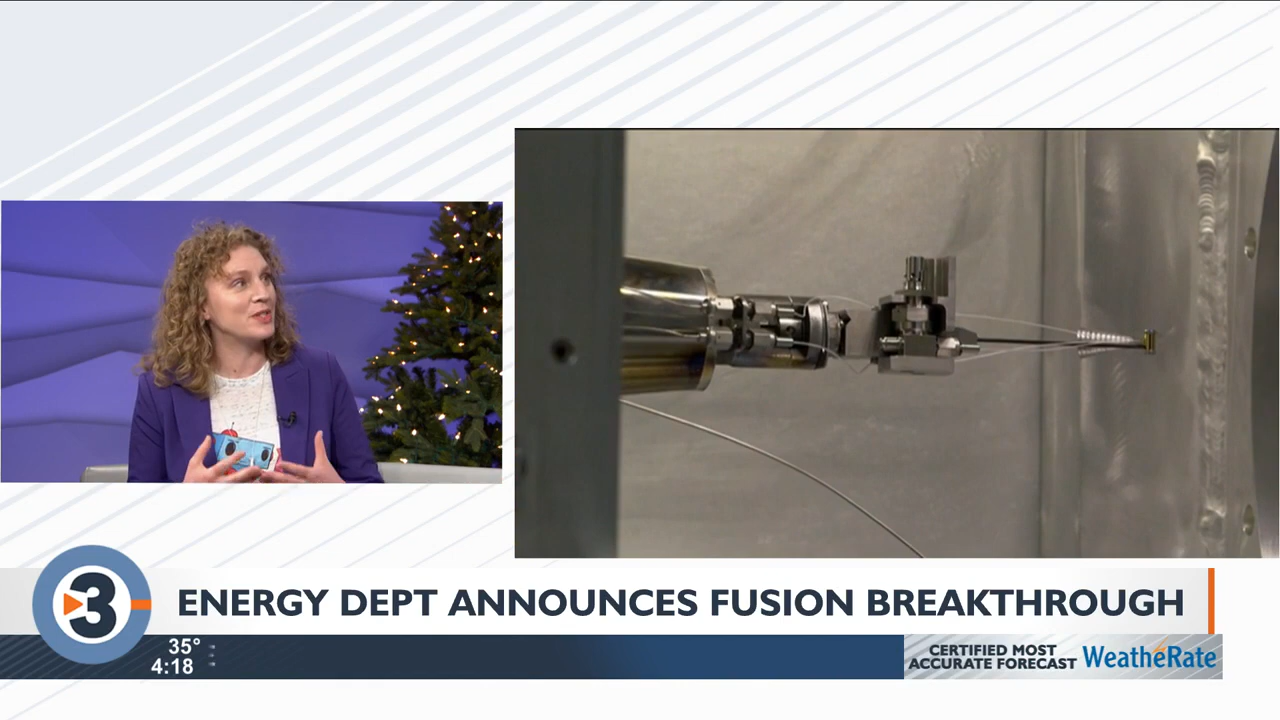 3
ENERGY DEPT ANNOUNCES FUSION BREAKTHROUGH
35°
4:18
CERTIFIED MOST
ACCURATE FORECAST
WeatheRate